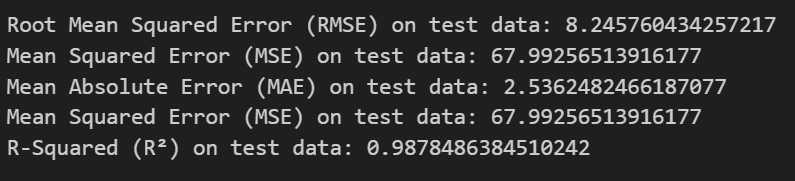 Root Mean Squared Error (RMSE) on test data: 8.245760434257217
Mean Squared Error (MSE) on test data: 67.99256513916177
Mean Absolute Error (MAE) on test data: 2.5362482466187077
Mean Squared Error (MSE) on test data: 67.99256513916177
R-Squared (R²) on test data: 0.9878486384510242